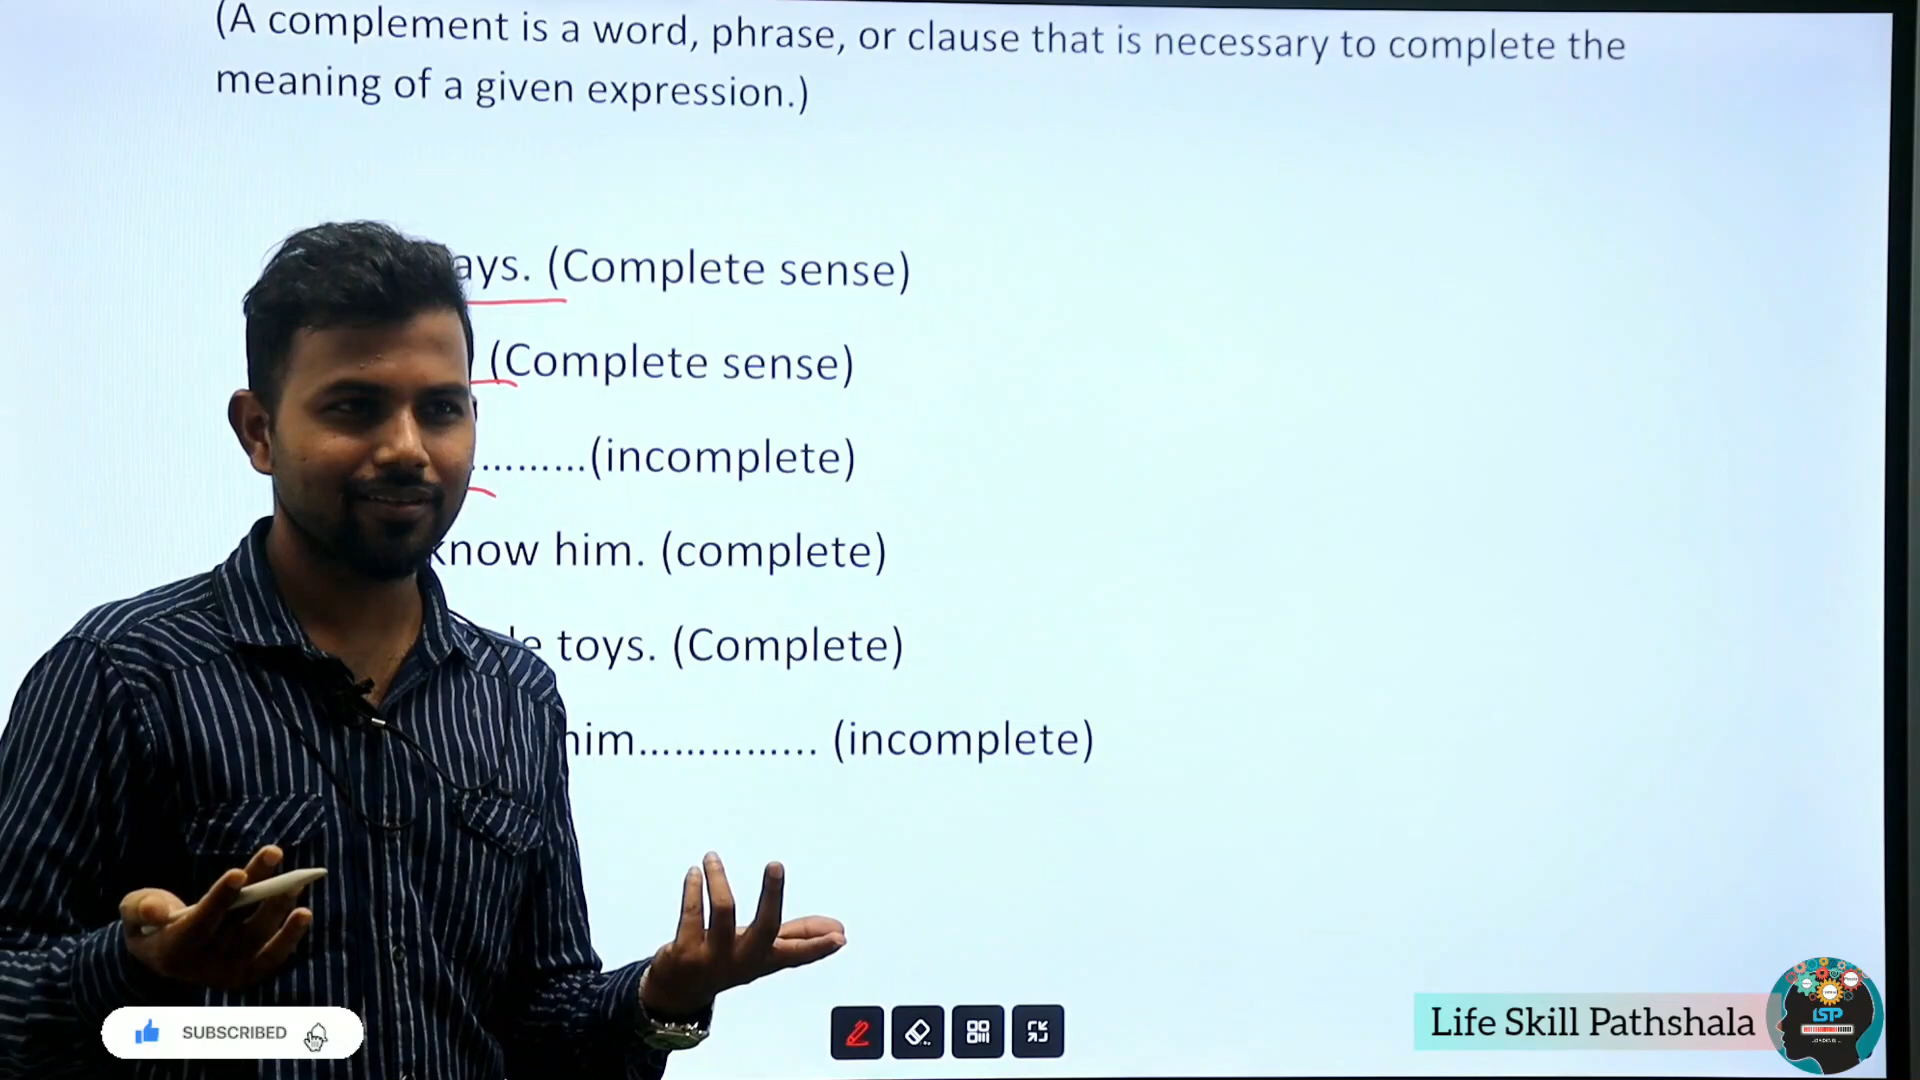 (A complement is a word, phrase, or clause that is necessary to complete the
meaning of a given expression.)
ays. (Complete sense)
(Complete sense)
..........(incomplete)
know him. (complete)
toys. (Complete)
him............... (incomplete)
SUBSCRIBED
Life Skill Pathshala
LSP